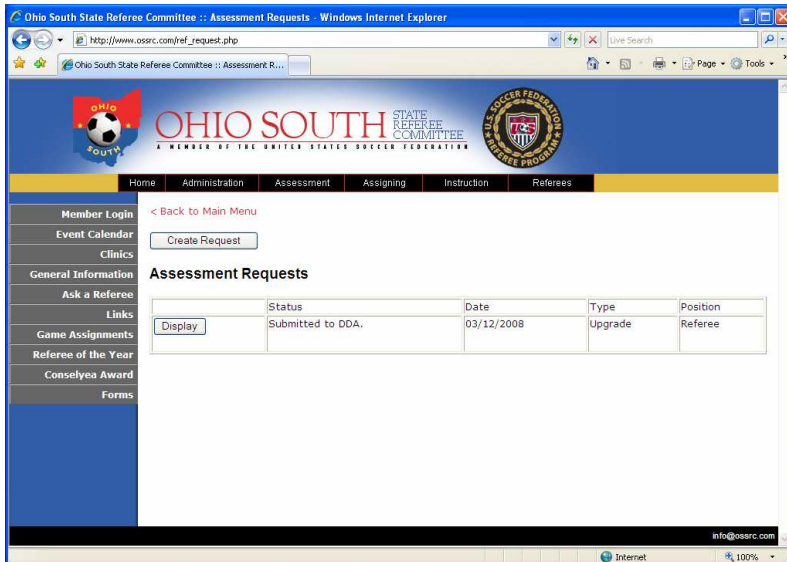 Ohio South State Referee Committee :: Assessment Requests - Windows Internet Explorer
http://www.ossrc.com/ref_request.php
Live Search
Ohio South State Referee Committee :: Assessment R...
Page
Tools
OHIO
SOUTH
OHIO SOUTH STATE REFEREE COMMITTEE
A MEMBER OF THE UNITED STATES SOCCER FEDERATION
U.S. SOCCER FEDERATION
REFEREE PROGRAM
Home Administration Assessment Assigning Instruction Referees
Member Login
Event Calendar
Clinics
General Information
Ask a Referee
Links
Game Assignments
Referee of the Year
Conselyea Award
Forms
< Back to Main Menu
Create Request
Assessment Requests
Status Date Type Position
Display Submitted to DDA. 03/12/2008 Upgrade Referee
info@ossrc.com
Internet 100%